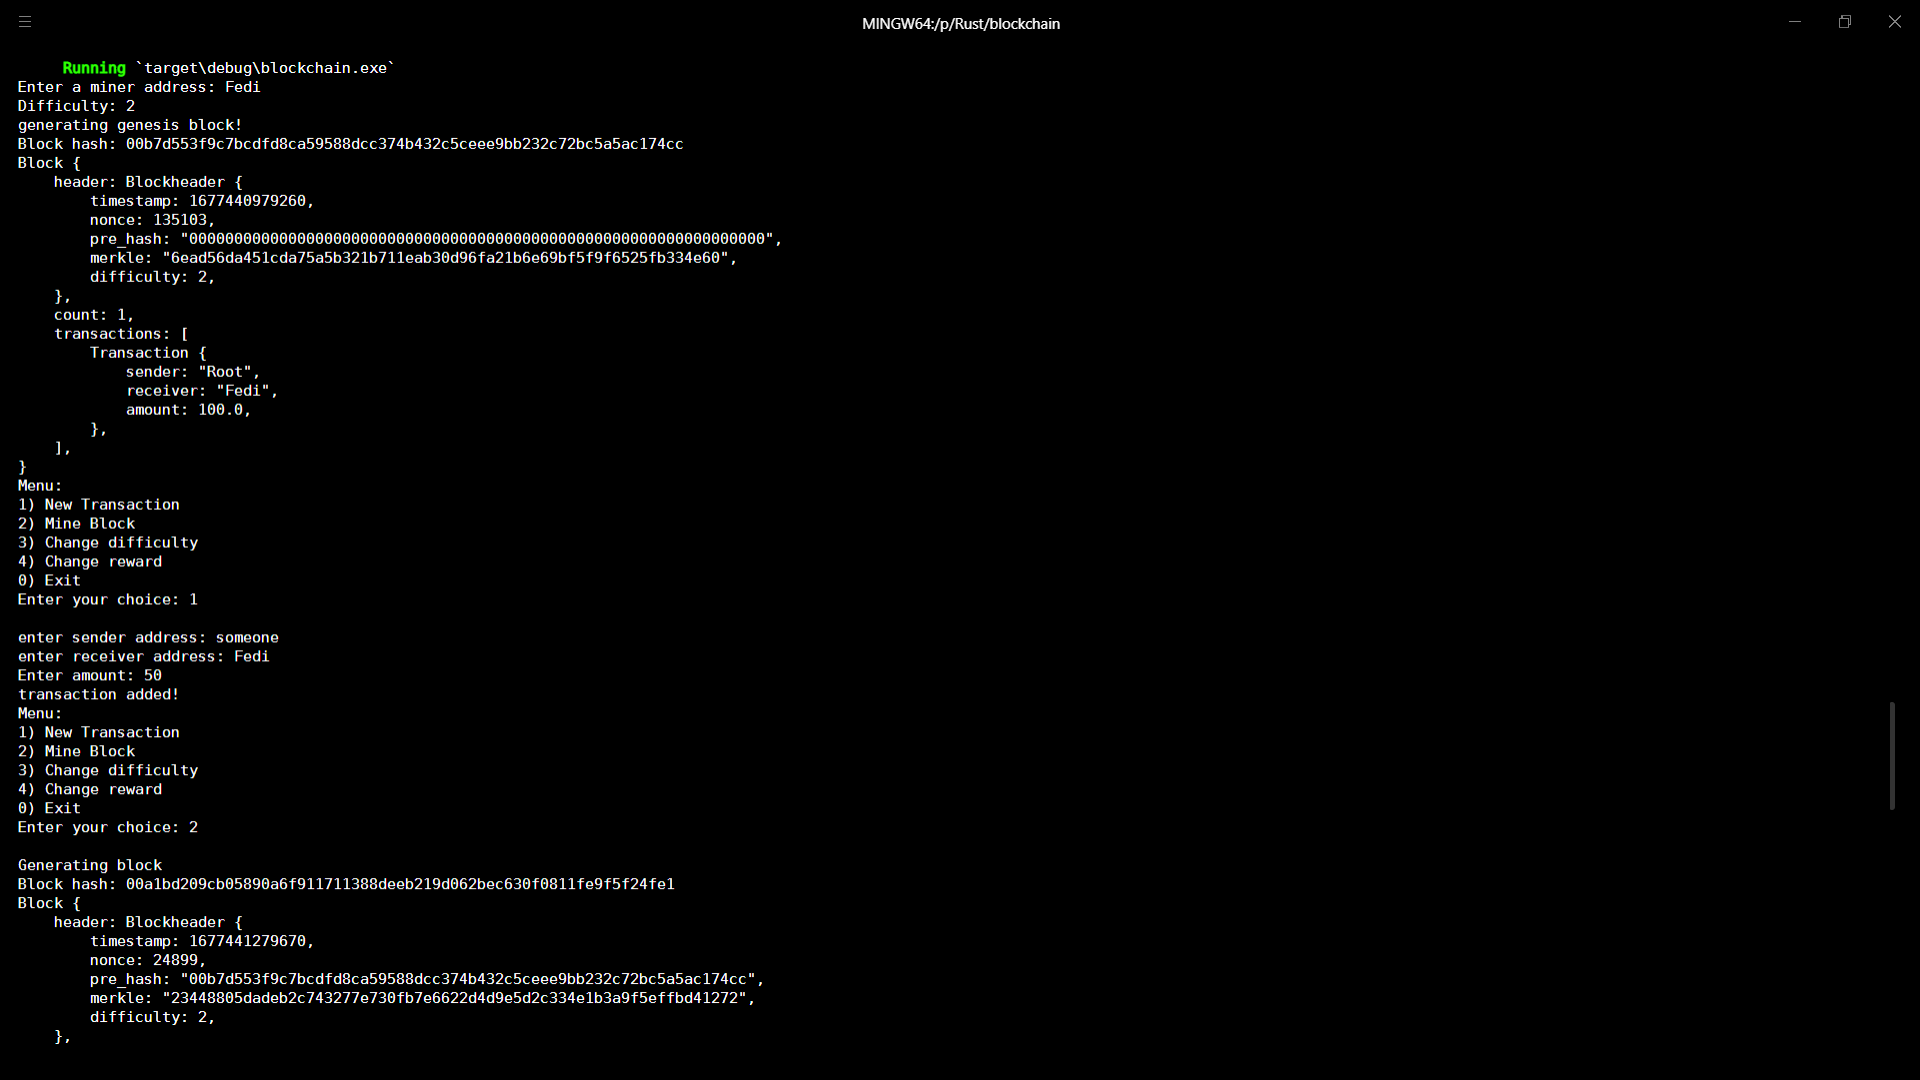 MINGW64:/p/Rust/blockchain
     Running `target\debug\blockchain.exe`
Enter a miner address: Fedi
Difficulty: 2
generating genesis block!
Block hash: 00b7d553f9c7bcdfd8ca59588dcc374b432c5ceee9bb232c72bc5a5ac174cc
Block {
    header: Blockheader {
        timestamp: 1677440979260,
        nonce: 135103,
        pre_hash: "0000000000000000000000000000000000000000000000000000000000000000",
        merkle: "6ead56da451cda75a5b321b711eab30d96fa21b6e69bf5f9f6525fb334e60",
        difficulty: 2,
    },
    count: 1,
    transactions: [
        Transaction {
            sender: "Root",
            receiver: "Fedi",
            amount: 100.0,
        },
    ],
}
Menu:
1) New Transaction
2) Mine Block
3) Change difficulty
4) Change reward
0) Exit
Enter your choice: 1
enter sender address: someone
enter receiver address: Fedi
Enter amount: 50
transaction added!
Menu:
1) New Transaction
2) Mine Block
3) Change difficulty
4) Change reward
0) Exit
Enter your choice: 2
Generating block
Block hash: 00a1bd209cb05890a6f911711388deeb219d062bec630f0811fe9f5f24fe1
Block {
    header: Blockheader {
        timestamp: 1677441279670,
        nonce: 24899,
        pre_hash: "00b7d553f9c7bcdfd8ca59588dcc374b432c5ceee9bb232c72bc5a5ac174cc",
        merkle: "23448805dadeb2c743277e730fb7e6622d4d9e5d2c334e1b3a9f5effbd41272",
        difficulty: 2,
    },